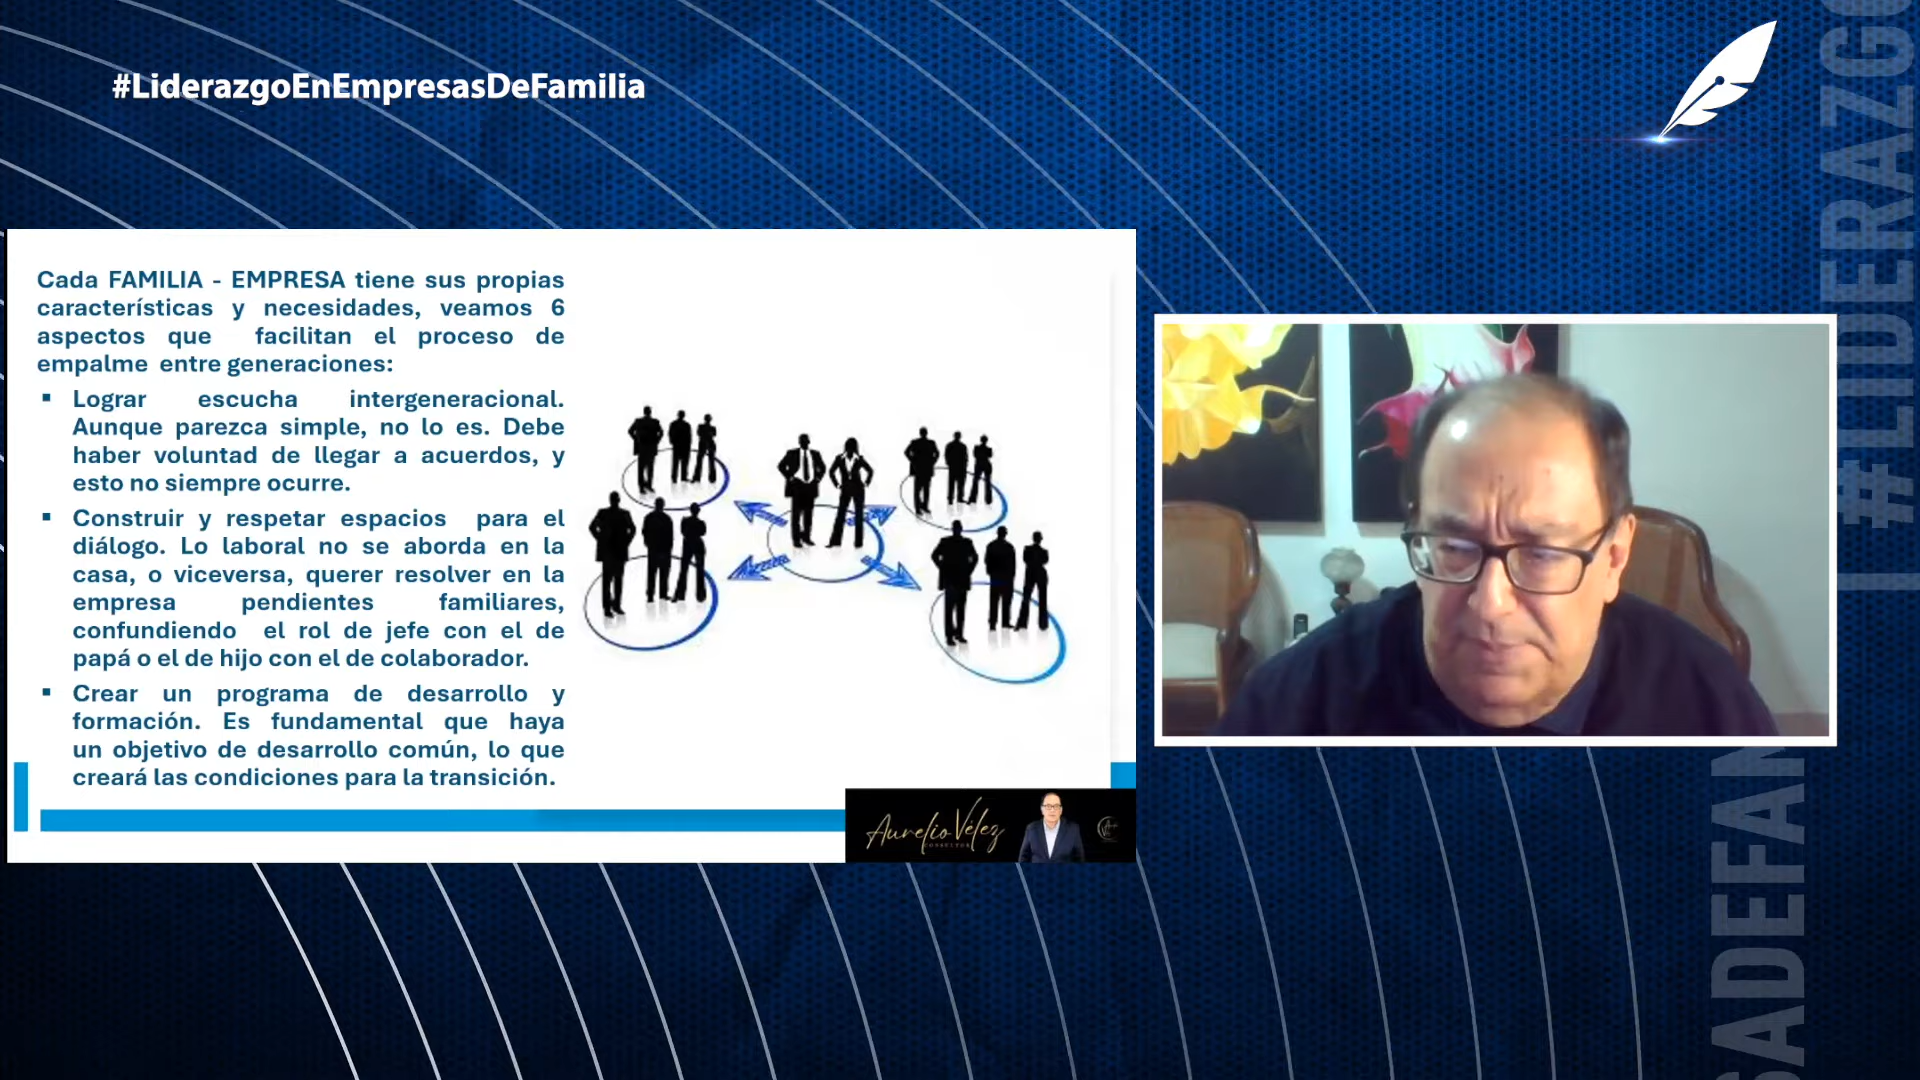 #LiderazgoEnEmpresasDeFamilia
Cada FAMILIA - EMPRESA tiene sus propias
características y necesidades, veamos 6
aspectos que facilitan el proceso de
empalme entre generaciones:
▪ Lograr escucha intergeneracional.
Aunque parezca simple, no lo es. Debe
haber voluntad de llegar a acuerdos, y
esto no siempre ocurre.
▪ Construir y respetar espacios para el
diálogo. Lo laboral no se aborda en la
casa, o viceversa, querer resolver en la
empresa pendientes familiares,
confundiendo el rol de jefe con el de
papá o el de hijo con el de colaborador.
▪ Crear un programa de desarrollo y
formación. Es fundamental que haya
un objetivo de desarrollo común, lo que
creará las condiciones para la transición.
Aurelio Vélez
CONSULTOR
#LIDERAZGO
SADEFAM